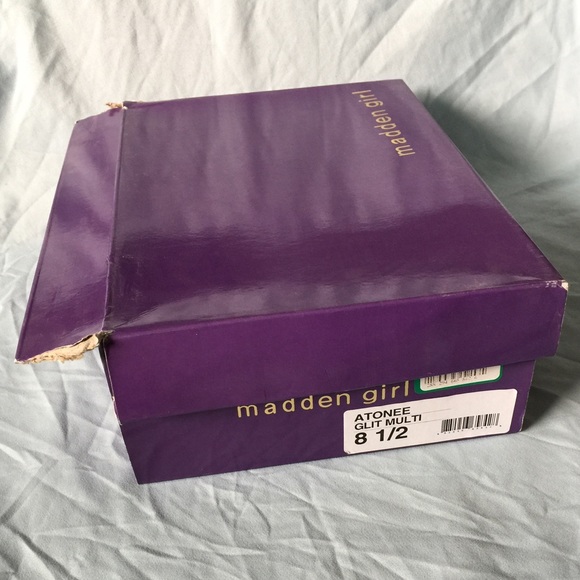 madden girl
madden girl
ATONEE
GLIT MULTI
8 1/2